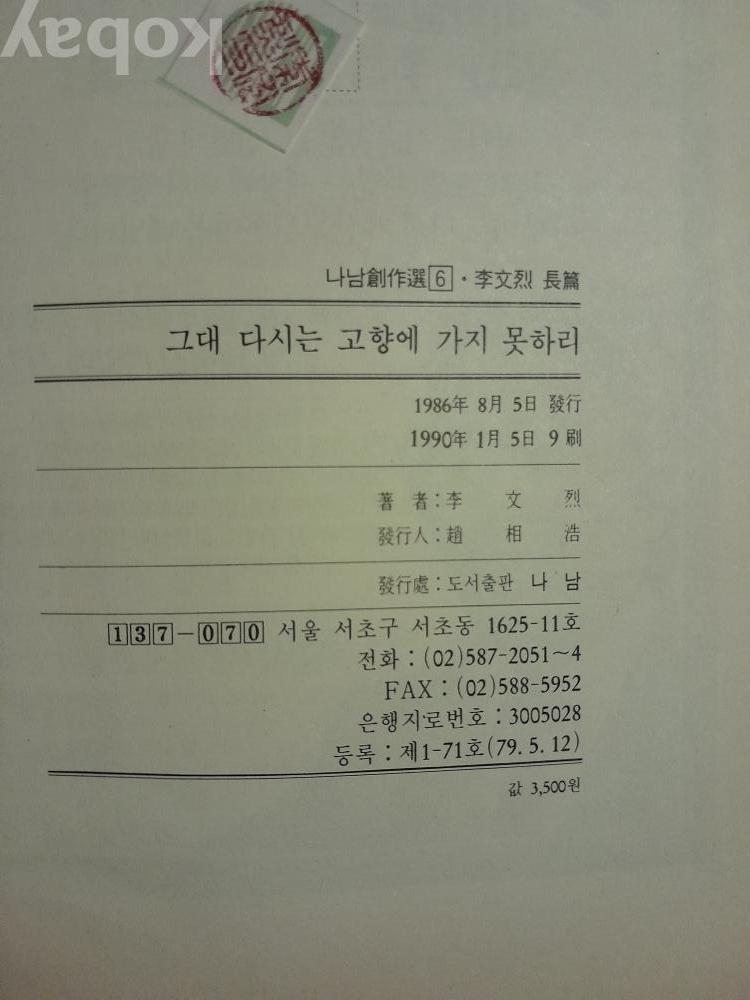 kobay
나남創作選 6 · 李文烈 長篇
그대 다시는 고향에 가지 못하리
1986年 8月 5日 發行
1990年 1月 5日 9刷
著 者 : 李 文 烈
發行人 : 趙 相 浩
發行處 : 도서출판 나 남
137-070 서울 서초구 서초동 1625-11호
전화 : (02)587-2051~4
FAX : (02)588-5952
은행지로번호 : 3005028
등록 : 제1-71호(79. 5. 12)
값 3,500원